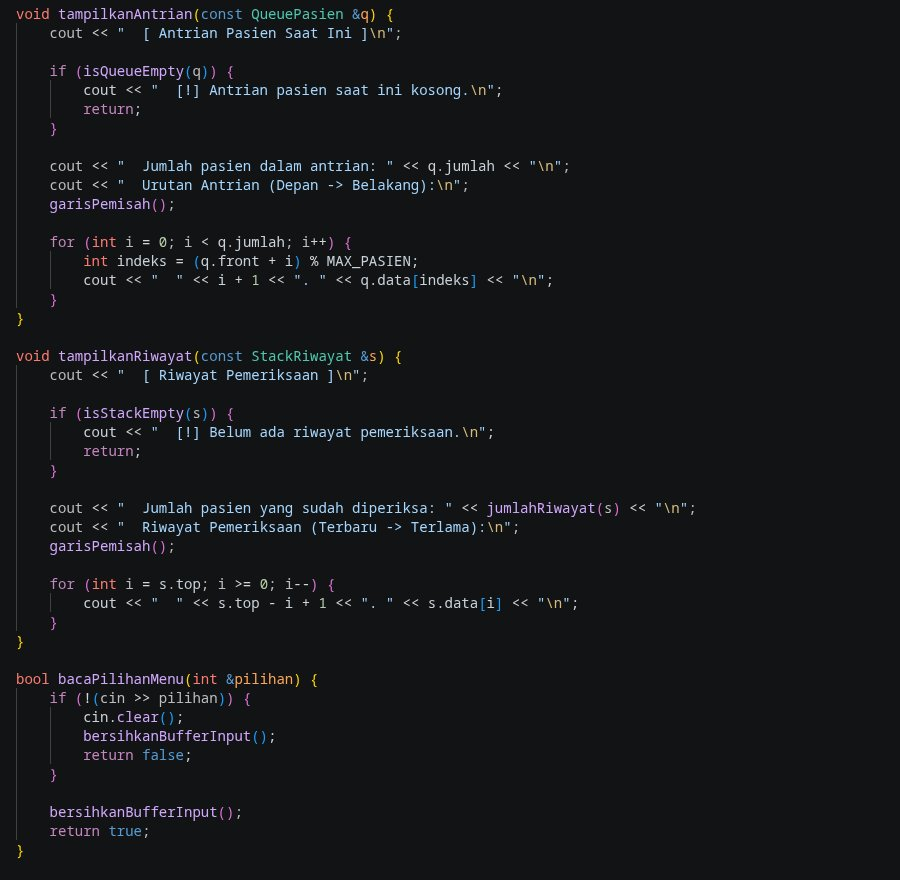 void tampilkanAntrian(const QueuePasien &q) {
    cout << "  [ Antrian Pasien Saat Ini ]\n";

    if (isQueueEmpty(q)) {
        cout << "  [!] Antrian pasien saat ini kosong.\n";
        return;
    }

    cout << "  Jumlah pasien dalam antrian: " << q.jumlah << "\n";
    cout << "  Urutan Antrian (Depan -> Belakang):\n";
    garisPemisah();

    for (int i = 0; i < q.jumlah; i++) {
        int indeks = (q.front + i) % MAX_PASIEN;
        cout << "  " << i + 1 << ". " << q.data[indeks] << "\n";
    }
}

void tampilkanRiwayat(const StackRiwayat &s) {
    cout << "  [ Riwayat Pemeriksaan ]\n";

    if (isStackEmpty(s)) {
        cout << "  [!] Belum ada riwayat pemeriksaan.\n";
        return;
    }

    cout << "  Jumlah pasien yang sudah diperiksa: " << jumlahRiwayat(s) << "\n";
    cout << "  Riwayat Pemeriksaan (Terbaru -> Terlama):\n";
    garisPemisah();

    for (int i = s.top; i >= 0; i--) {
        cout << "  " << s.top - i + 1 << ". " << s.data[i] << "\n";
    }
}

bool bacaPilihanMenu(int &pilihan) {
    if (!(cin >> pilihan)) {
        cin.clear();
        bersihkanBufferInput();
        return false;
    }

    bersihkanBufferInput();
    return true;
}